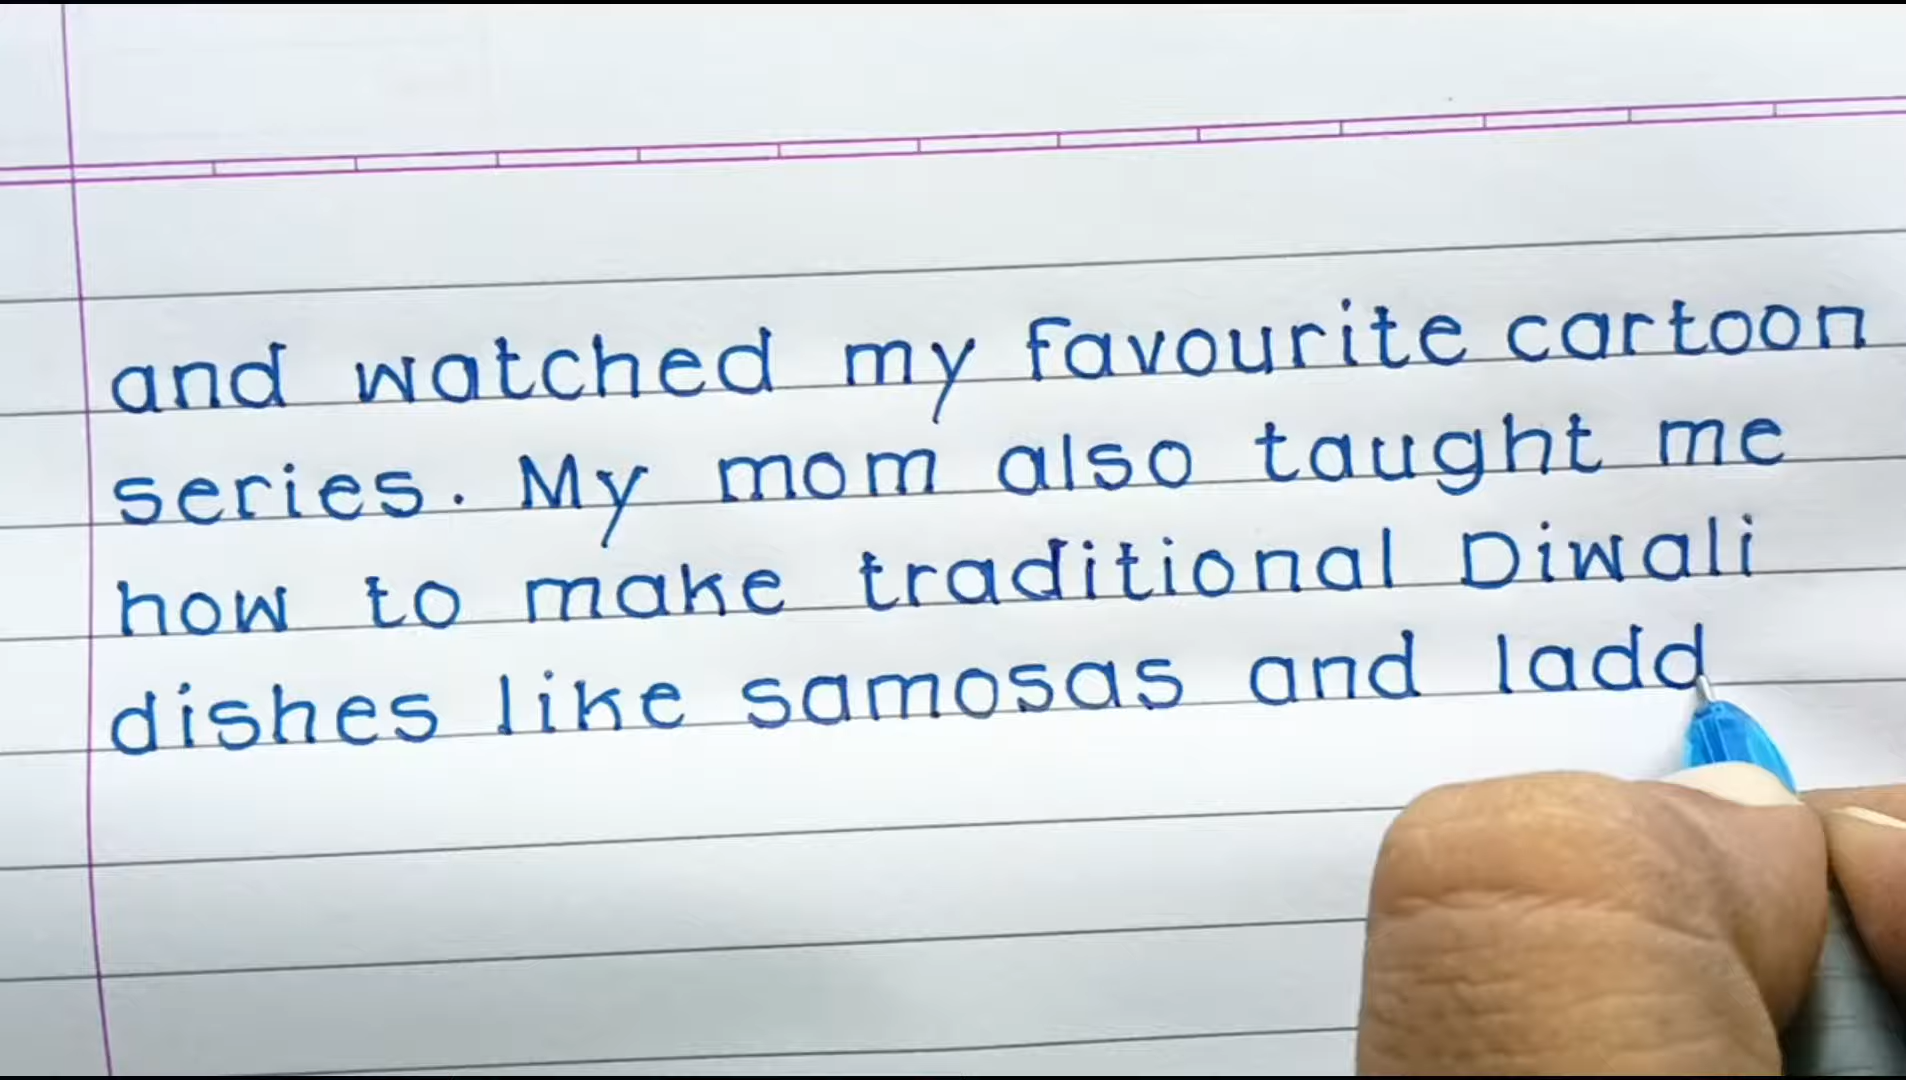 and watched my favourite cartoon
series. My mom also taught me
how to make traditional Diwali
dishes like samosas and ladd